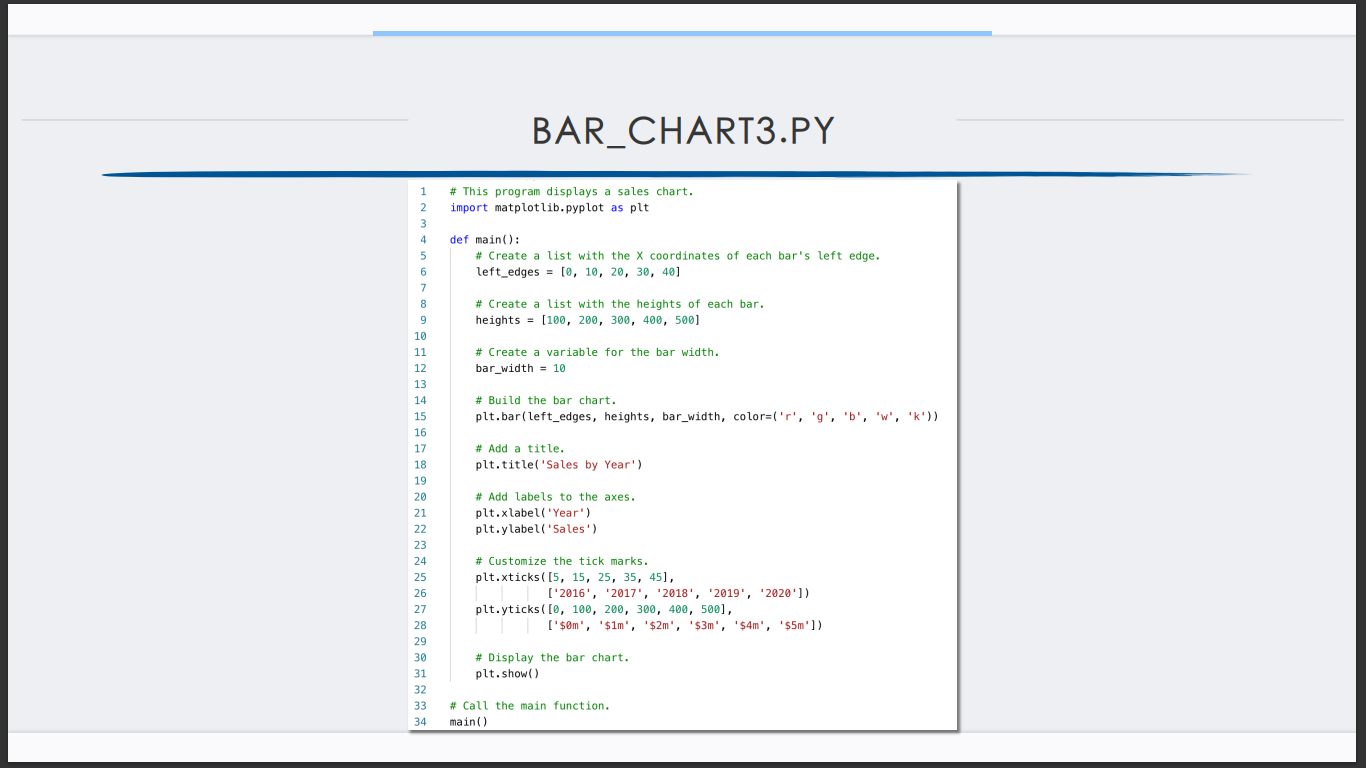 BAR_CHART3.PY
1 # This program displays a sales chart.
2 import matplotlib.pyplot as plt
3
4 def main():
5     # Create a list with the X coordinates of each bar's left edge.
6     left_edges = [0, 10, 20, 30, 40]
7
8     # Create a list with the heights of each bar.
9     heights = [100, 200, 300, 400, 500]
10
11     # Create a variable for the bar width.
12     bar_width = 10
13
14     # Build the bar chart.
15     plt.bar(left_edges, heights, bar_width, color=('r', 'g', 'b', 'w', 'k'))
16
17     # Add a title.
18     plt.title('Sales by Year')
19
20     # Add labels to the axes.
21     plt.xlabel('Year')
22     plt.ylabel('Sales')
23
24     # Customize the tick marks.
25     plt.xticks([5, 15, 25, 35, 45],
26                ['2016', '2017', '2018', '2019', '2020'])
27     plt.yticks([0, 100, 200, 300, 400, 500],
28                ['$0m', '$1m', '$2m', '$3m', '$4m', '$5m'])
29
30     # Display the bar chart.
31     plt.show()
32
33 # Call the main function.
34 main()